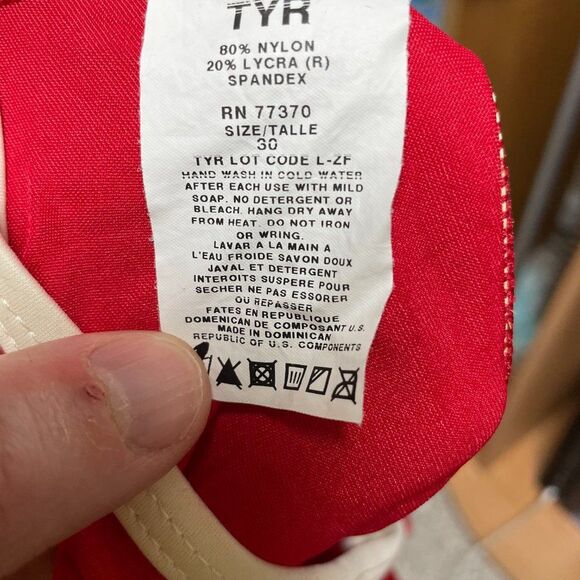 TYR
80% NYLON
20% LYCRA (R)
SPANDEX
RN 77370
SIZE/TALLE
30
TYR LOT CODE L-ZF
HAND WASH IN COLD WATER
AFTER EACH USE WITH MILD
SOAP. NO DETERGENT OR
BLEACH. HANG DRY AWAY
FROM HEAT. DO NOT IRON
OR WRING.
LAVAR A LA MAIN A
L'EAU FROIDE SAVON DOUX
JAVAL ET DETERGENT
INTERDITS SUSPERE POUR
SECHER NE PAS ESSORER
OU REPASSER
FATES EN REPUBLIQUE
DOMENICAN DE COMPOSANT U.S.
MADE IN DOMINICAN
REPUBLIC OF U.S. COMPONENTS